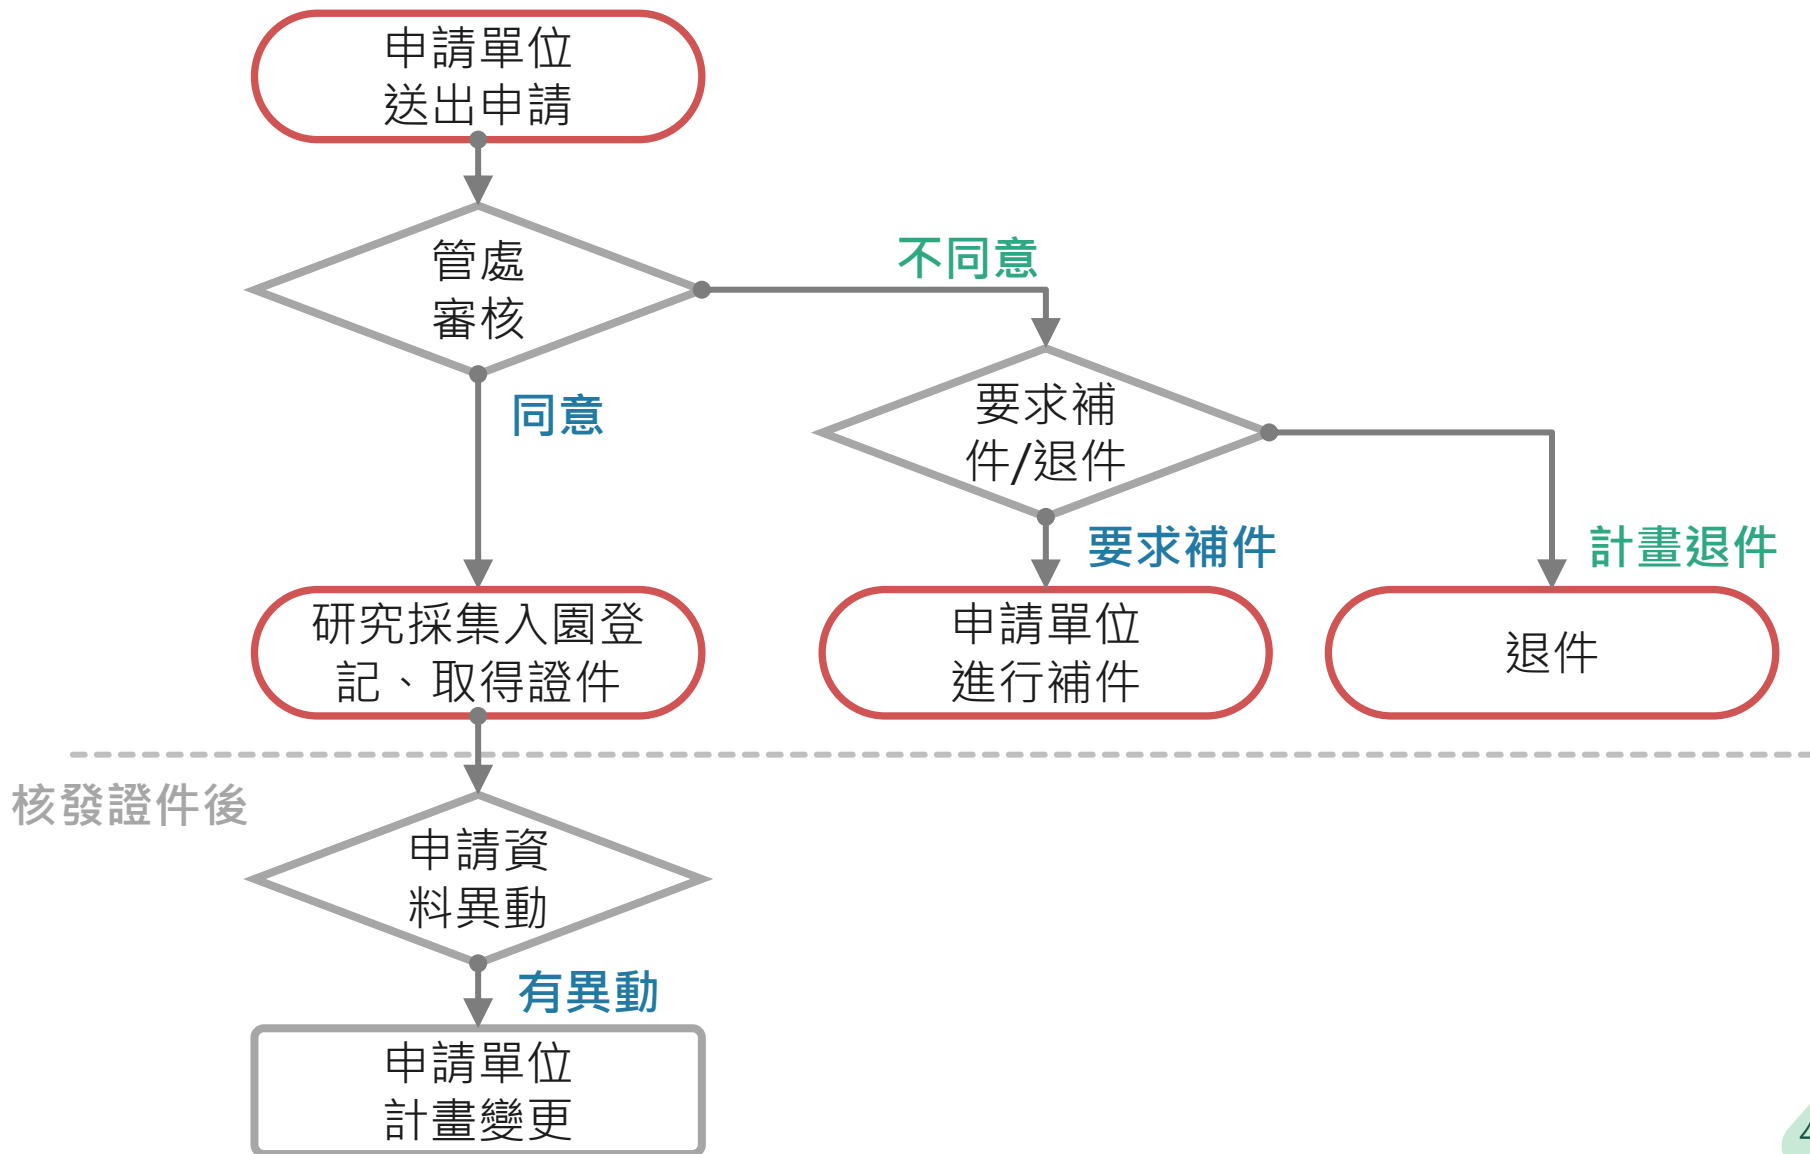 申請單位
送出申請
管處
審核
不同意
同意
要求補
件/退件
要求補件
計畫退件
研究採集入園登
記、取得證件
申請單位
進行補件
退件
核發證件後
申請資
料異動
有異動
申請單位
計畫變更